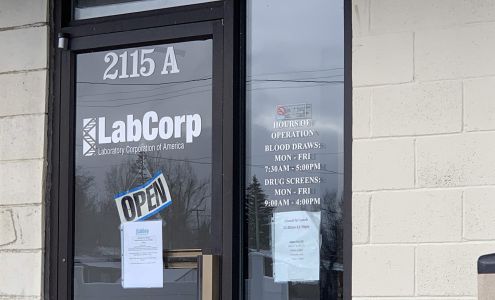 2115 A
LabCorp
Laboratory Corporation of America
OPEN
HOURS OF
OPERATION
BLOOD DRAWS:
MON - FRI
7:30AM - 5:00PM
DRUG SCREENS:
MON - FRI
9:00AM - 4:00PM